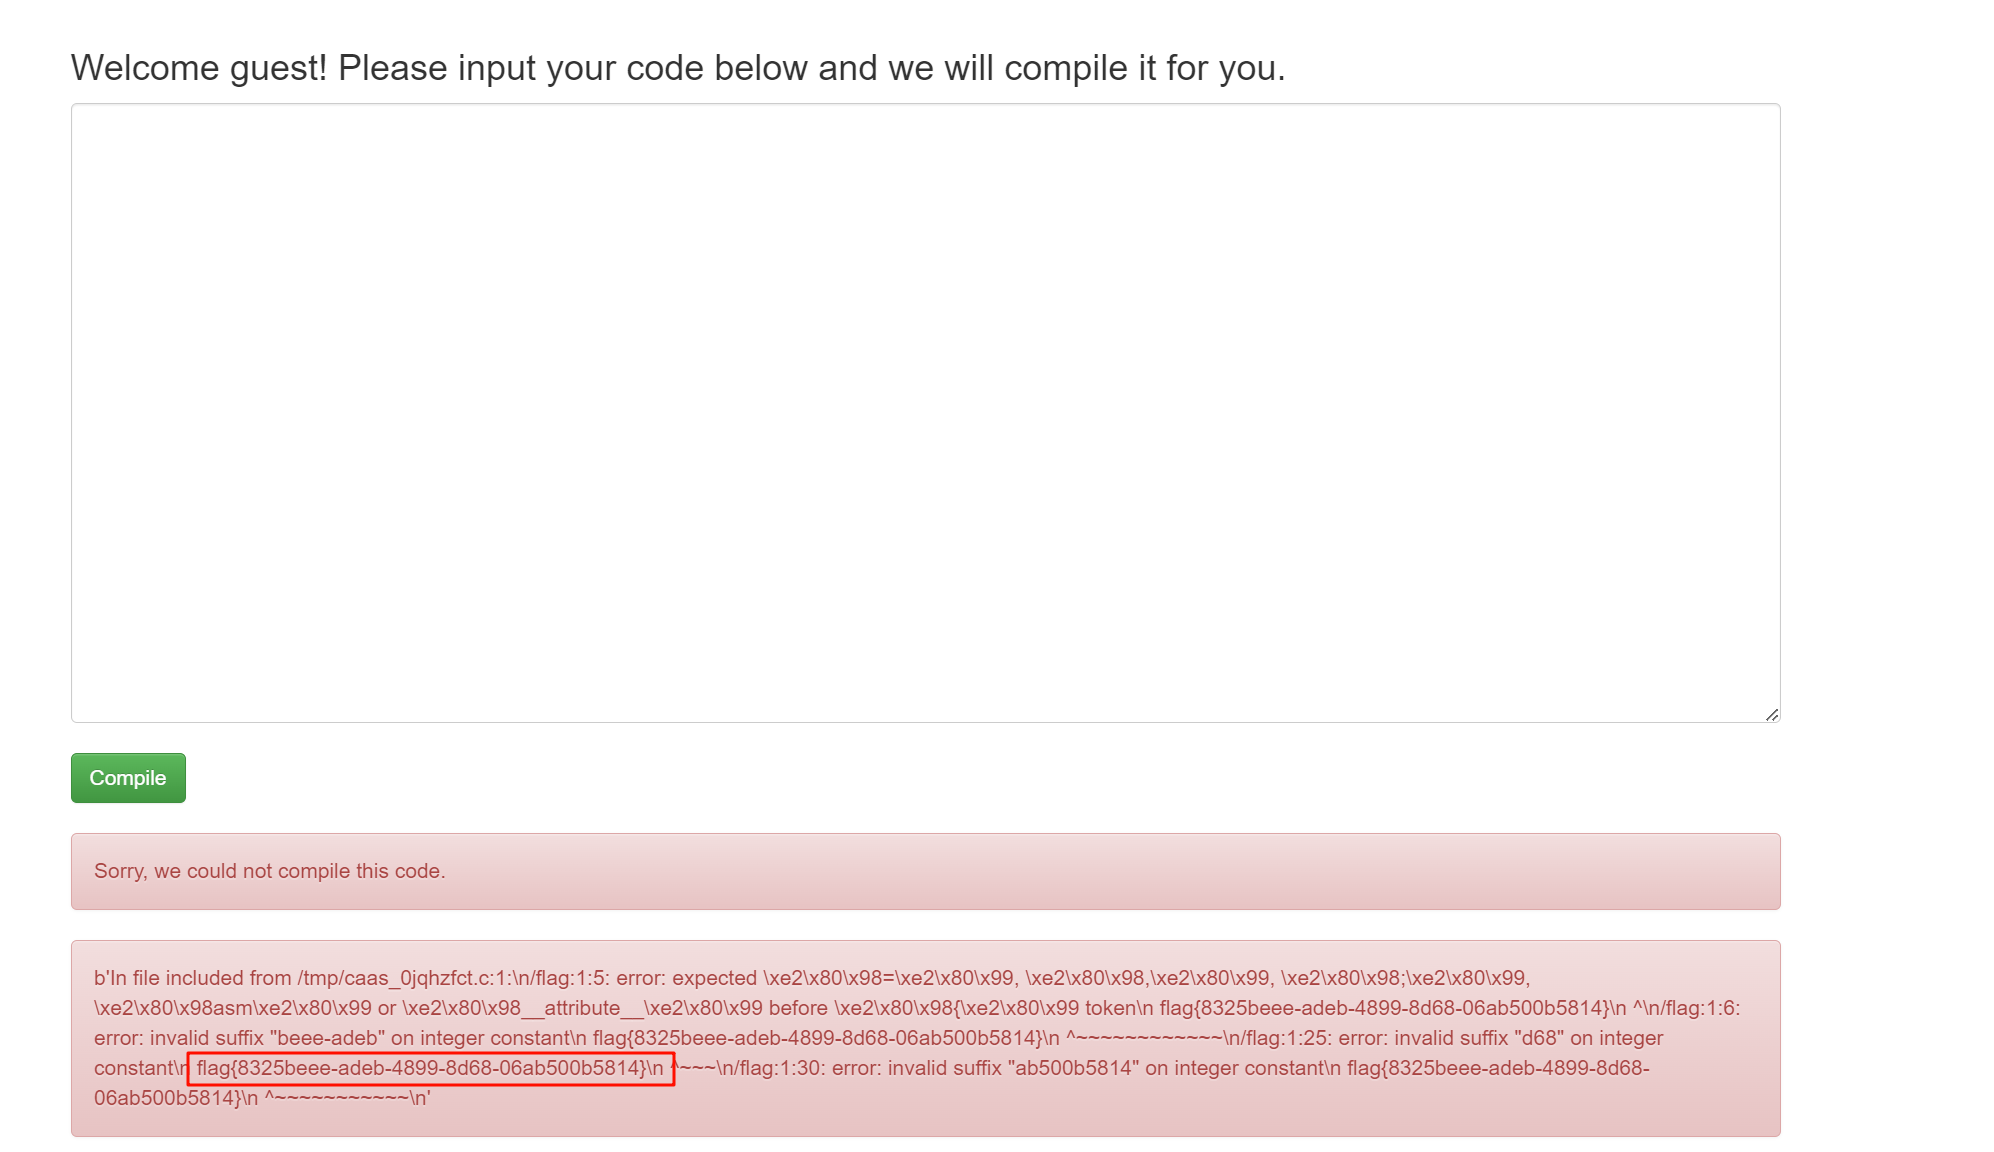 Welcome guest! Please input your code below and we will compile it for you.
Compile
Sorry, we could not compile this code.
b'In file included from /tmp/caas_0jqhzfct.c:1:\n/flag:1:5: error: expected \xe2\x80\x98=\xe2\x80\x99, \xe2\x80\x98,\xe2\x80\x99, \xe2\x80\x98;\xe2\x80\x99,
\xe2\x80\x98asm\xe2\x80\x99 or \xe2\x80\x98__attribute__\xe2\x80\x99 before \xe2\x80\x98{\xe2\x80\x99 token\n flag{8325beee-adeb-4899-8d68-06ab500b5814}\n ^\n/flag:1:6:
error: invalid suffix "beee-adeb" on integer constant\n flag{8325beee-adeb-4899-8d68-06ab500b5814}\n ^~~~~~~~~~~~~\n/flag:1:25: error: invalid suffix "d68" on integer
constant\n flag{8325beee-adeb-4899-8d68-06ab500b5814}\n ^~~~\n/flag:1:30: error: invalid suffix "ab500b5814" on integer constant\n flag{8325beee-adeb-4899-8d68-
06ab500b5814}\n ^~~~~~~~~~~~\n'